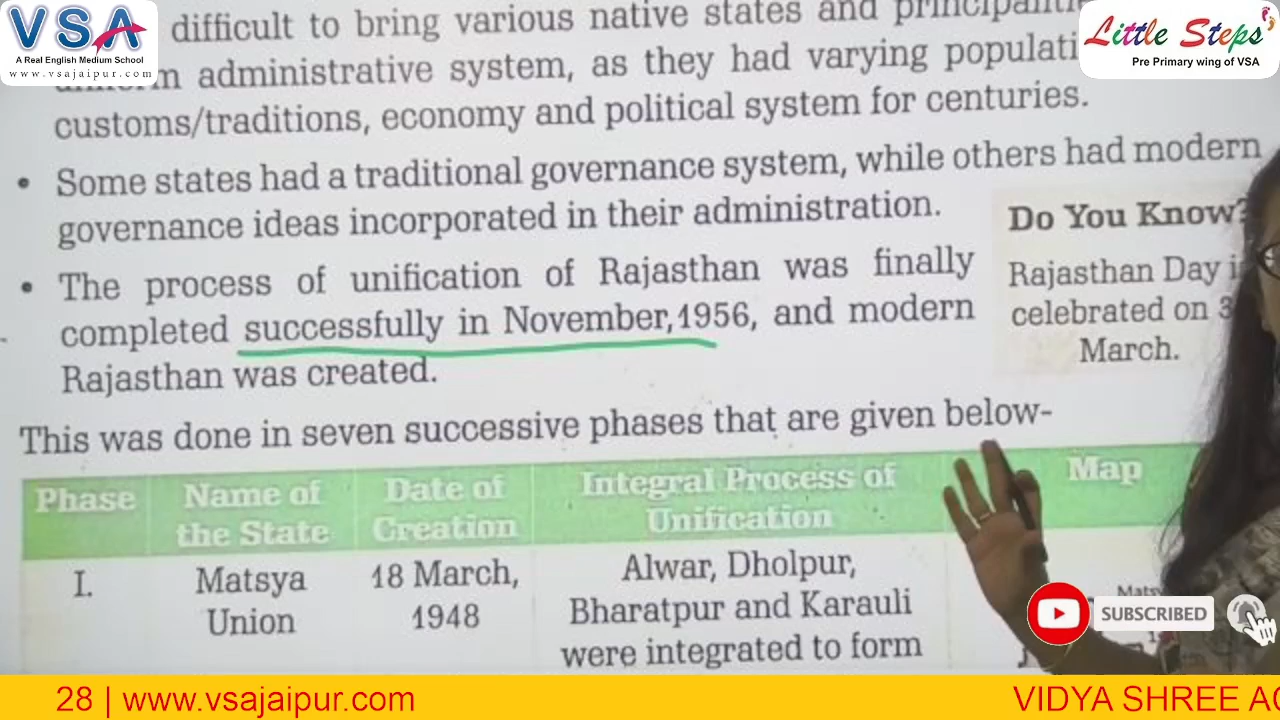 VSA
A Real English Medium School
www.vsajaipur.com
Little Steps
Pre Primary wing of VSA
difficult to bring various native states and
administrative system, as they had varying
customs/traditions, economy and political system for centuries.
• Some states had a traditional governance system, while others had modern
governance ideas incorporated in their administration.
• The process of unification of Rajasthan was finally
completed successfully in November,1956, and modern
Rajasthan was created.
Do You Know?
Rajasthan Day
celebrated on 3
March.
This was done in seven successive phases that are given below-
Phase
Name of
the State
Date of
Creation
Integral Process of
Unification
Map
I.
Matsya
Union
18 March,
1948
Alwar, Dholpur,
Bharatpur and Karauli
were integrated to form
SUBSCRIBED
28 | www.vsajaipur.com
VIDYA SHREE